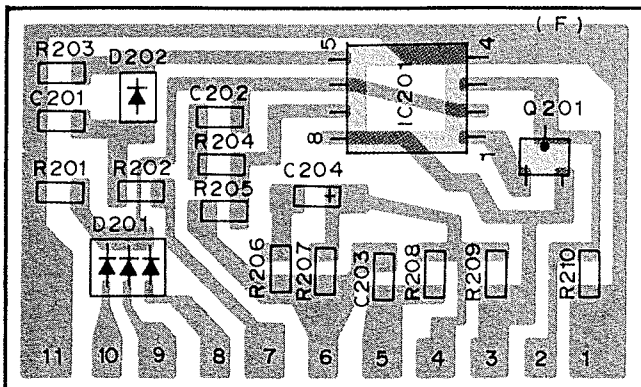 (F)
R203
D202
5
4
C201
C202
IC201
Q201
R204
8
1
R201
R202
C204
R205
+
D201
R206
R207
C203
R208
R209
R210
11 10 9 8 7 6 5 4 3 2 1